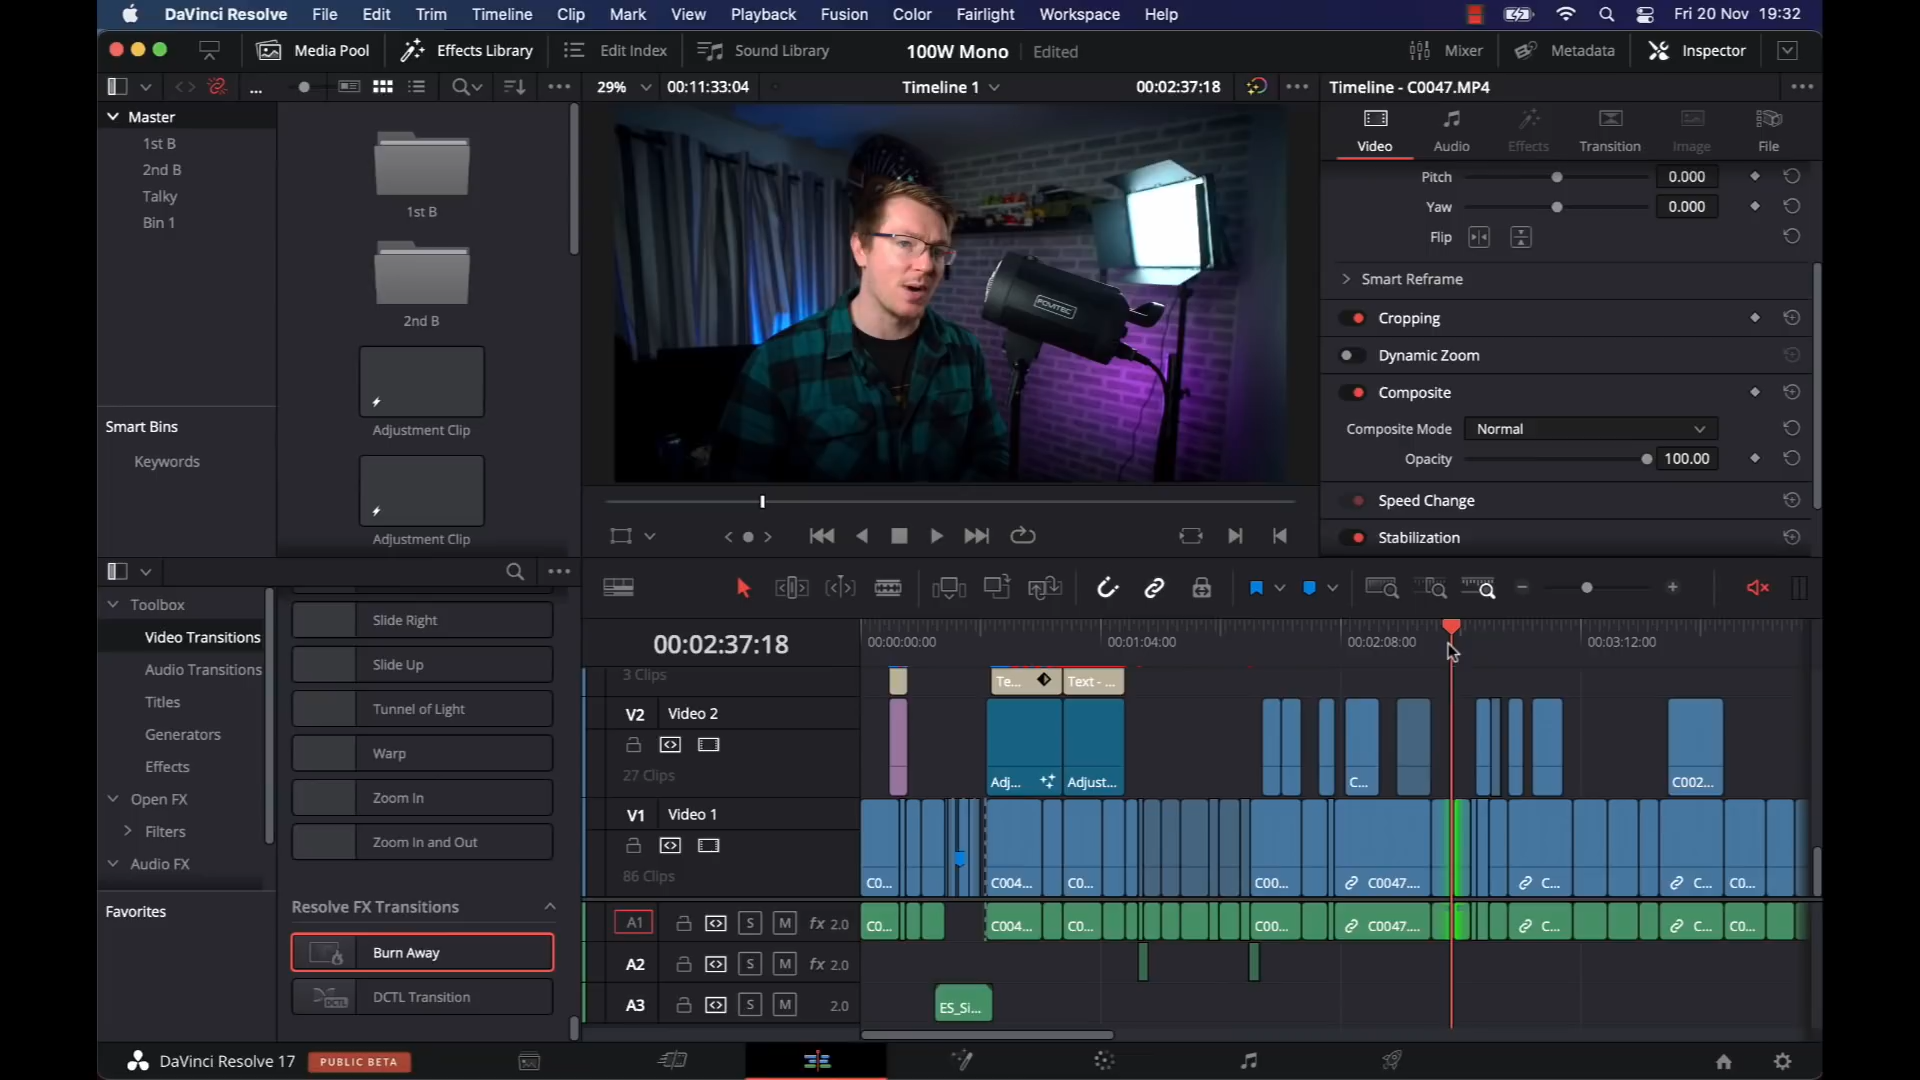 DaVinci Resolve File Edit Trim Timeline Clip Mark View Playback Fusion Color Fairlight Workspace Help Fri 20 Nov 19:32
Media Pool Effects Library Edit Index Sound Library 100W Mono Edited Mixer Metadata Inspector
... 29% 00:11:33:04 Timeline 1 00:02:37:18 Timeline - C0047.MP4
Master
1st B
2nd B
Talky
Bin 1
Smart Bins
Keywords
1st B
2nd B
Adjustment Clip
Adjustment Clip
FOVITEC
Video Audio Effects Transition Image File
Pitch 0.000
Yaw 0.000
Flip
Smart Reframe
Cropping
Dynamic Zoom
Composite
Composite Mode Normal
Opacity 100.00
Speed Change
Stabilization
Toolbox
Video Transitions
Audio Transitions
Titles
Generators
Effects
Open FX
Filters
Audio FX
Favorites
Slide Right
Slide Up
Tunnel of Light
Warp
Zoom In
Zoom In and Out
Resolve FX Transitions
Burn Away
DCTL DCTL Transition
00:02:37:18 00:00:00:00 00:01:04:00 00:02:08:00 00:03:12:00
3 Clips Te... Text - ...
V2 Video 2
27 Clips Adj... Adjust... C... C002...
V1 Video 1
86 Clips C0... C004... C0... C00... C0047.... C... C... C0...
A1 S M fx 2.0 C0... C004... C0... C00... C0047.... C... C... C0...
A2 S M fx 2.0
A3 S M 2.0 ES_Si...
DaVinci Resolve 17 PUBLIC BETA